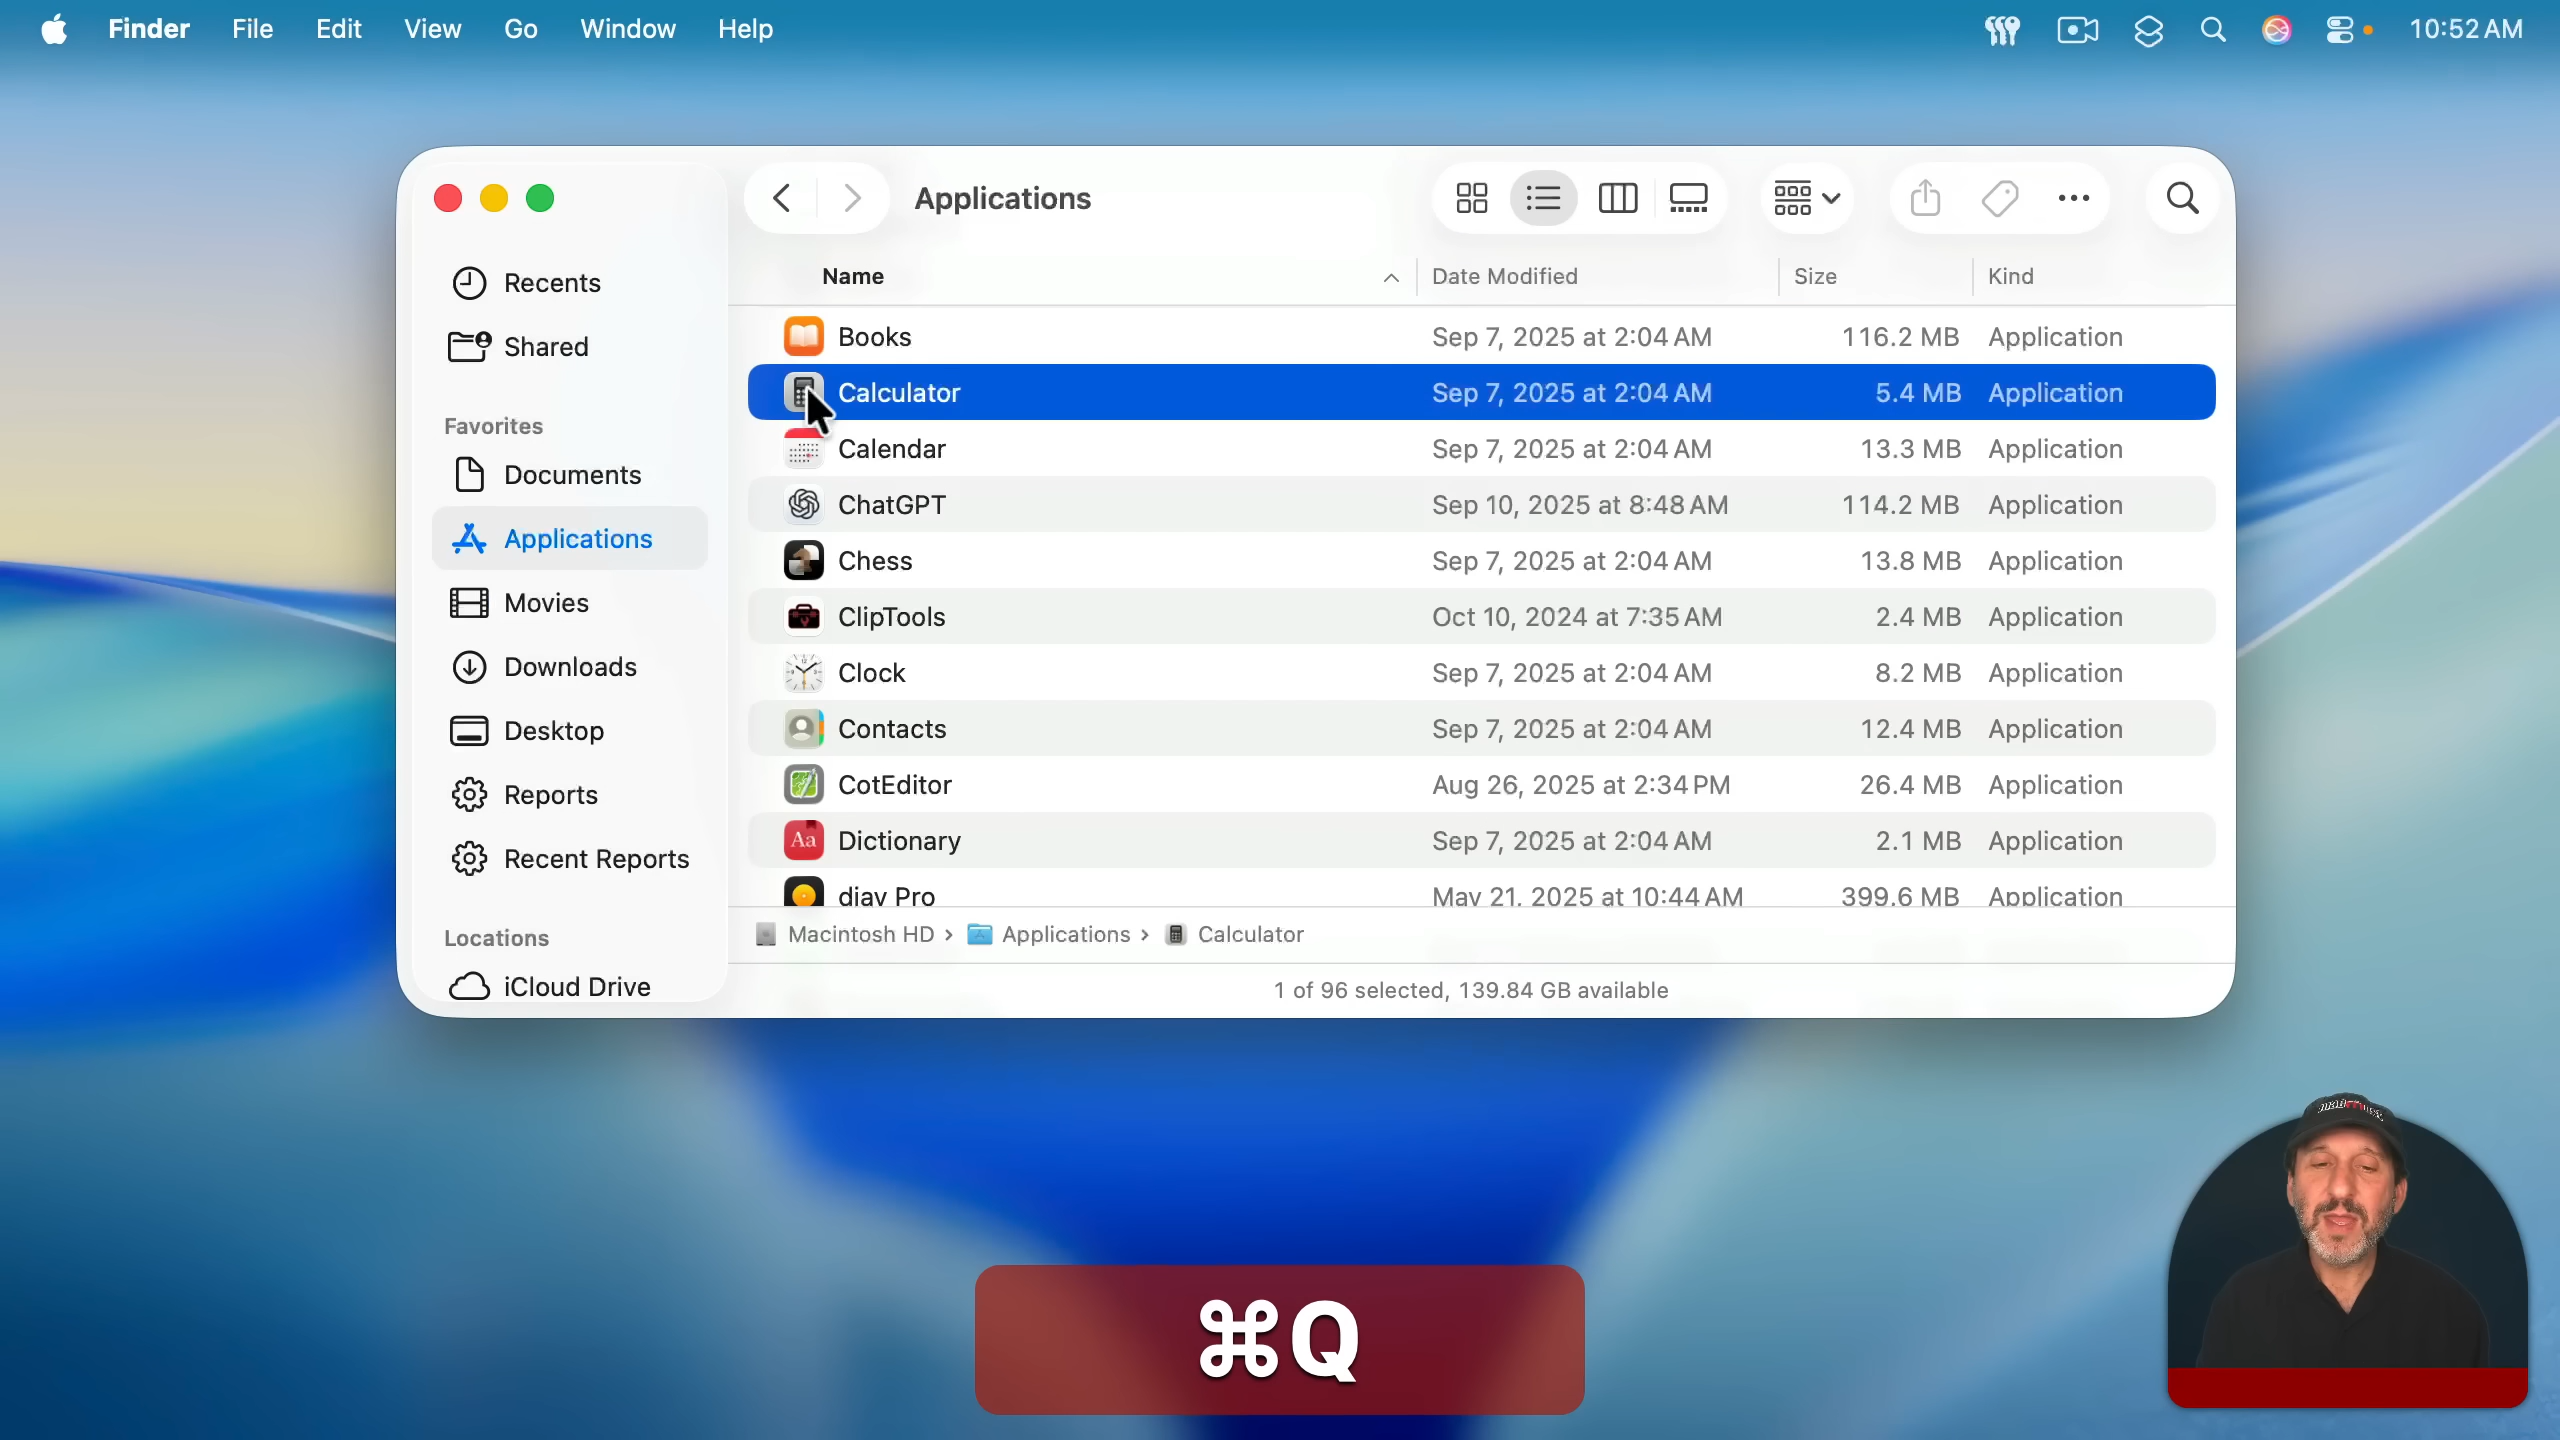 Finder File Edit View Go Window Help 10:52 AM
Applications
Name Date Modified Size Kind
Recents
Shared
Favorites
Documents
Applications
Movies
Downloads
Desktop
Reports
Recent Reports
Locations
iCloud Drive
Books Sep 7, 2025 at 2:04 AM 116.2 MB Application
Calculator Sep 7, 2025 at 2:04 AM 5.4 MB Application
Calendar Sep 7, 2025 at 2:04 AM 13.3 MB Application
ChatGPT Sep 10, 2025 at 8:48 AM 114.2 MB Application
Chess Sep 7, 2025 at 2:04 AM 13.8 MB Application
ClipTools Oct 10, 2024 at 7:35 AM 2.4 MB Application
Clock Sep 7, 2025 at 2:04 AM 8.2 MB Application
Contacts Sep 7, 2025 at 2:04 AM 12.4 MB Application
CotEditor Aug 26, 2025 at 2:34 PM 26.4 MB Application
Aa Dictionary Sep 7, 2025 at 2:04 AM 2.1 MB Application
djay Pro May 21, 2025 at 10:44 AM 399.6 MB Application
Macintosh HD › Applications › Calculator
1 of 96 selected, 139.84 GB available
⌘Q